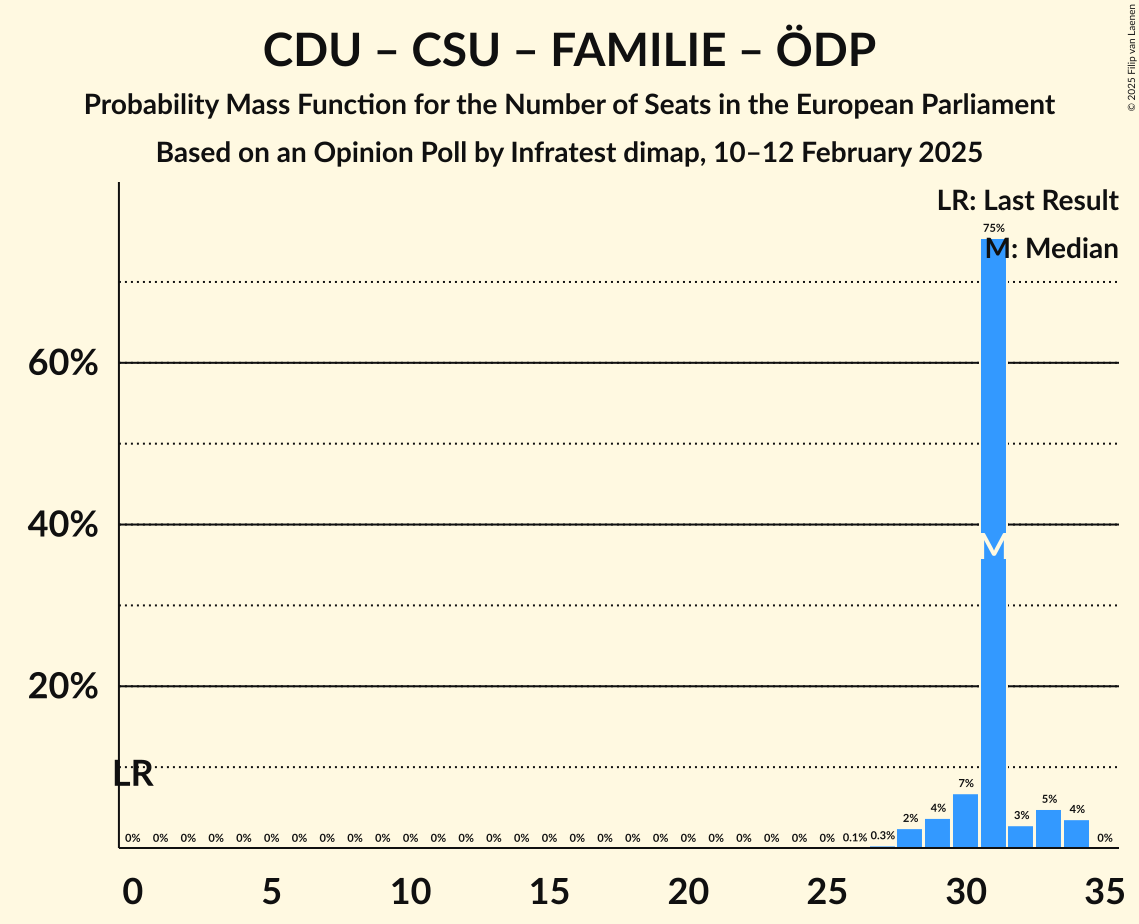 CDU – CSU – FAMILIE – ÖDP
Probability Mass Function for the Number of Seats in the European Parliament
Based on an Opinion Poll by Infratest dimap, 10–12 February 2025
© 2025 Filip van Laenen
LR: Last Result
M: Median
75%
60%
40%
M
20%
LR
0% 0% 0% 0% 0% 0% 0% 0% 0% 0% 0% 0% 0% 0% 0% 0% 0% 0% 0% 0% 0% 0% 0% 0% 0% 0% 0.1% 0.3% 2% 4% 7% 3% 5% 4% 0%
0 5 10 15 20 25 30 35